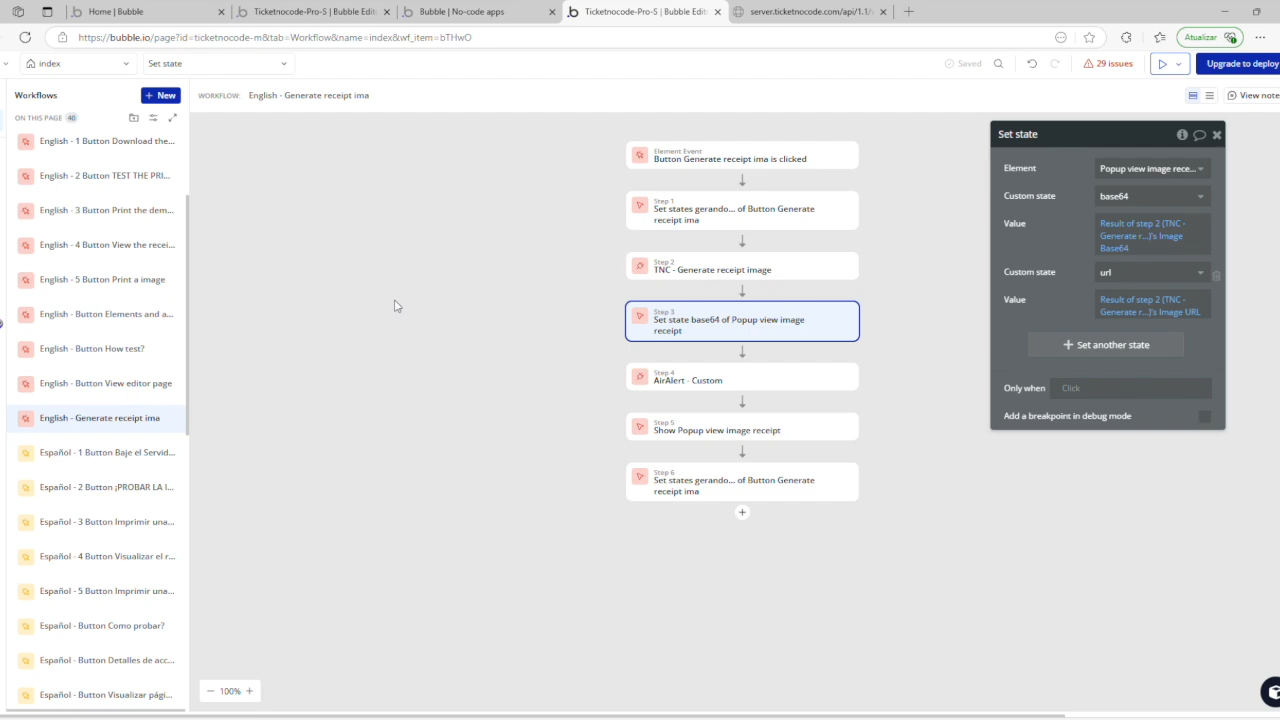 Home | Bubble
Ticketnocode-Pro-S | Bubble Edit
Bubble | No-code apps
Ticketnocode-Pro-S | Bubble Edit
server.ticketnocode.com/api/1.1/
https://bubble.io/page?id=ticketnocode-m&tab=Workflow&name=index&wf_item=bTHwO
Atualizar
index
Set state
Saved
29 issues
Upgrade to deploy
Workflows
+ New
WORKFLOW: English - Generate receipt ima
View note
ON THIS PAGE 40
English - 1 Button Download the...
English - 2 Button TEST THE PRI...
English - 3 Button Print the dem...
English - 4 Button View the recei...
English - 5 Button Print a image
English - Button Elements and a...
English - Button How test?
English - Button View editor page
English - Generate receipt ima
Español - 1 Button Baje el Servid...
Español - 2 Button ¡PROBAR LA I...
Español - 3 Button Imprimir una...
Español - 4 Button Visualizar el r...
Español - 5 Button Imprimir una...
Español - Button Como probar?
Español - Button Detalles de acc...
Español - Button Visualizar pági...
Element Event
Button Generate receipt ima is clicked
Step 1
Set states gerando... of Button Generate
receipt ima
Step 2
TNC - Generate receipt image
Step 3
Set state base64 of Popup view image
receipt
Step 4
AirAlert - Custom
Step 5
Show Popup view image receipt
Step 6
Set states gerando... of Button Generate
receipt ima
+
− 100% +
Set state
Element
Popup view image rece...
Custom state
base64
Value
Result of step 2 (TNC -
Generate r...)'s Image
Base64
Custom state
url
Value
Result of step 2 (TNC -
Generate r...)'s Image URL
+ Set another state
Only when
Click
Add a breakpoint in debug mode